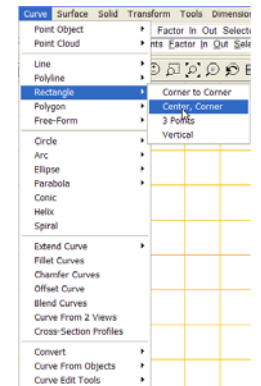 Curve Surface Solid Transform Tools Dimension
Point Object
Point Cloud
Factor In Out Select
nts Factor In Out Sele
Line
Polyline
Rectangle
Polygon
Free-Form
Corner to Corner
Center, Corner
3 Points
Vertical
Circle
Arc
Ellipse
Parabola
Conic
Helix
Spiral
Extend Curve
Fillet Curves
Chamfer Curves
Offset Curve
Blend Curves
Curve From 2 Views
Cross-Section Profiles
Convert
Curve From Objects
Curve Edit Tools